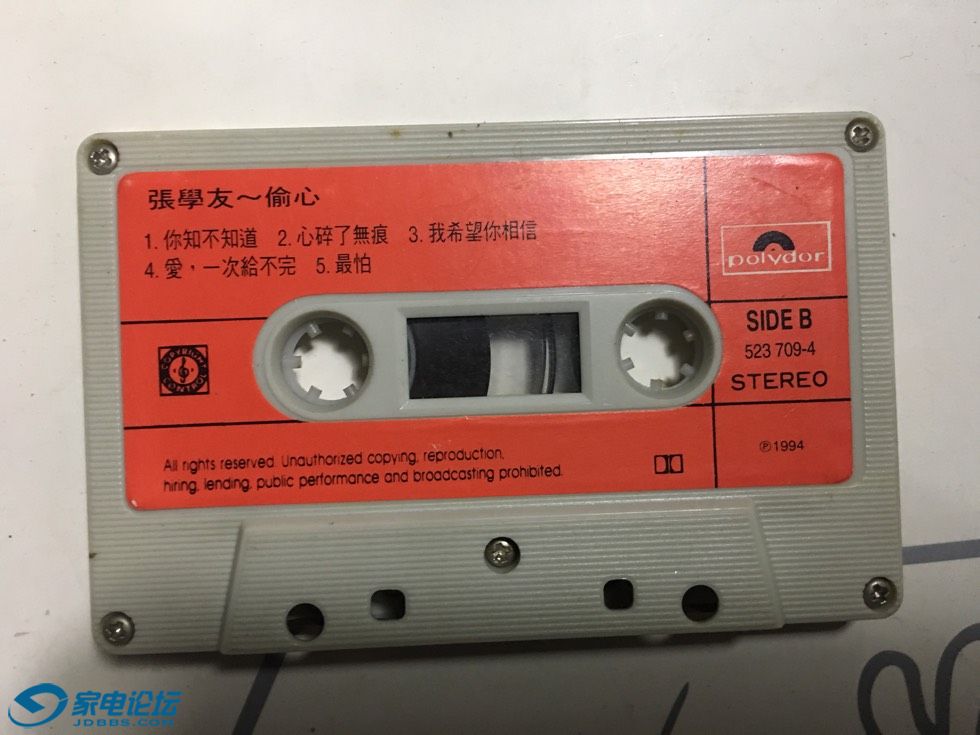 張學友～偷心
1. 你知不知道 2. 心碎了無痕 3. 我希望你相信
4. 愛，一次給不完 5. 最怕
polydor
SIDE B
523 709-4
STEREO
COPYRIGHT CONTROL
℗1994
All rights reserved. Unauthorized copying, reproduction,
hiring, lending, public performance and broadcasting prohibited.
家电论坛
JDBBS.COM